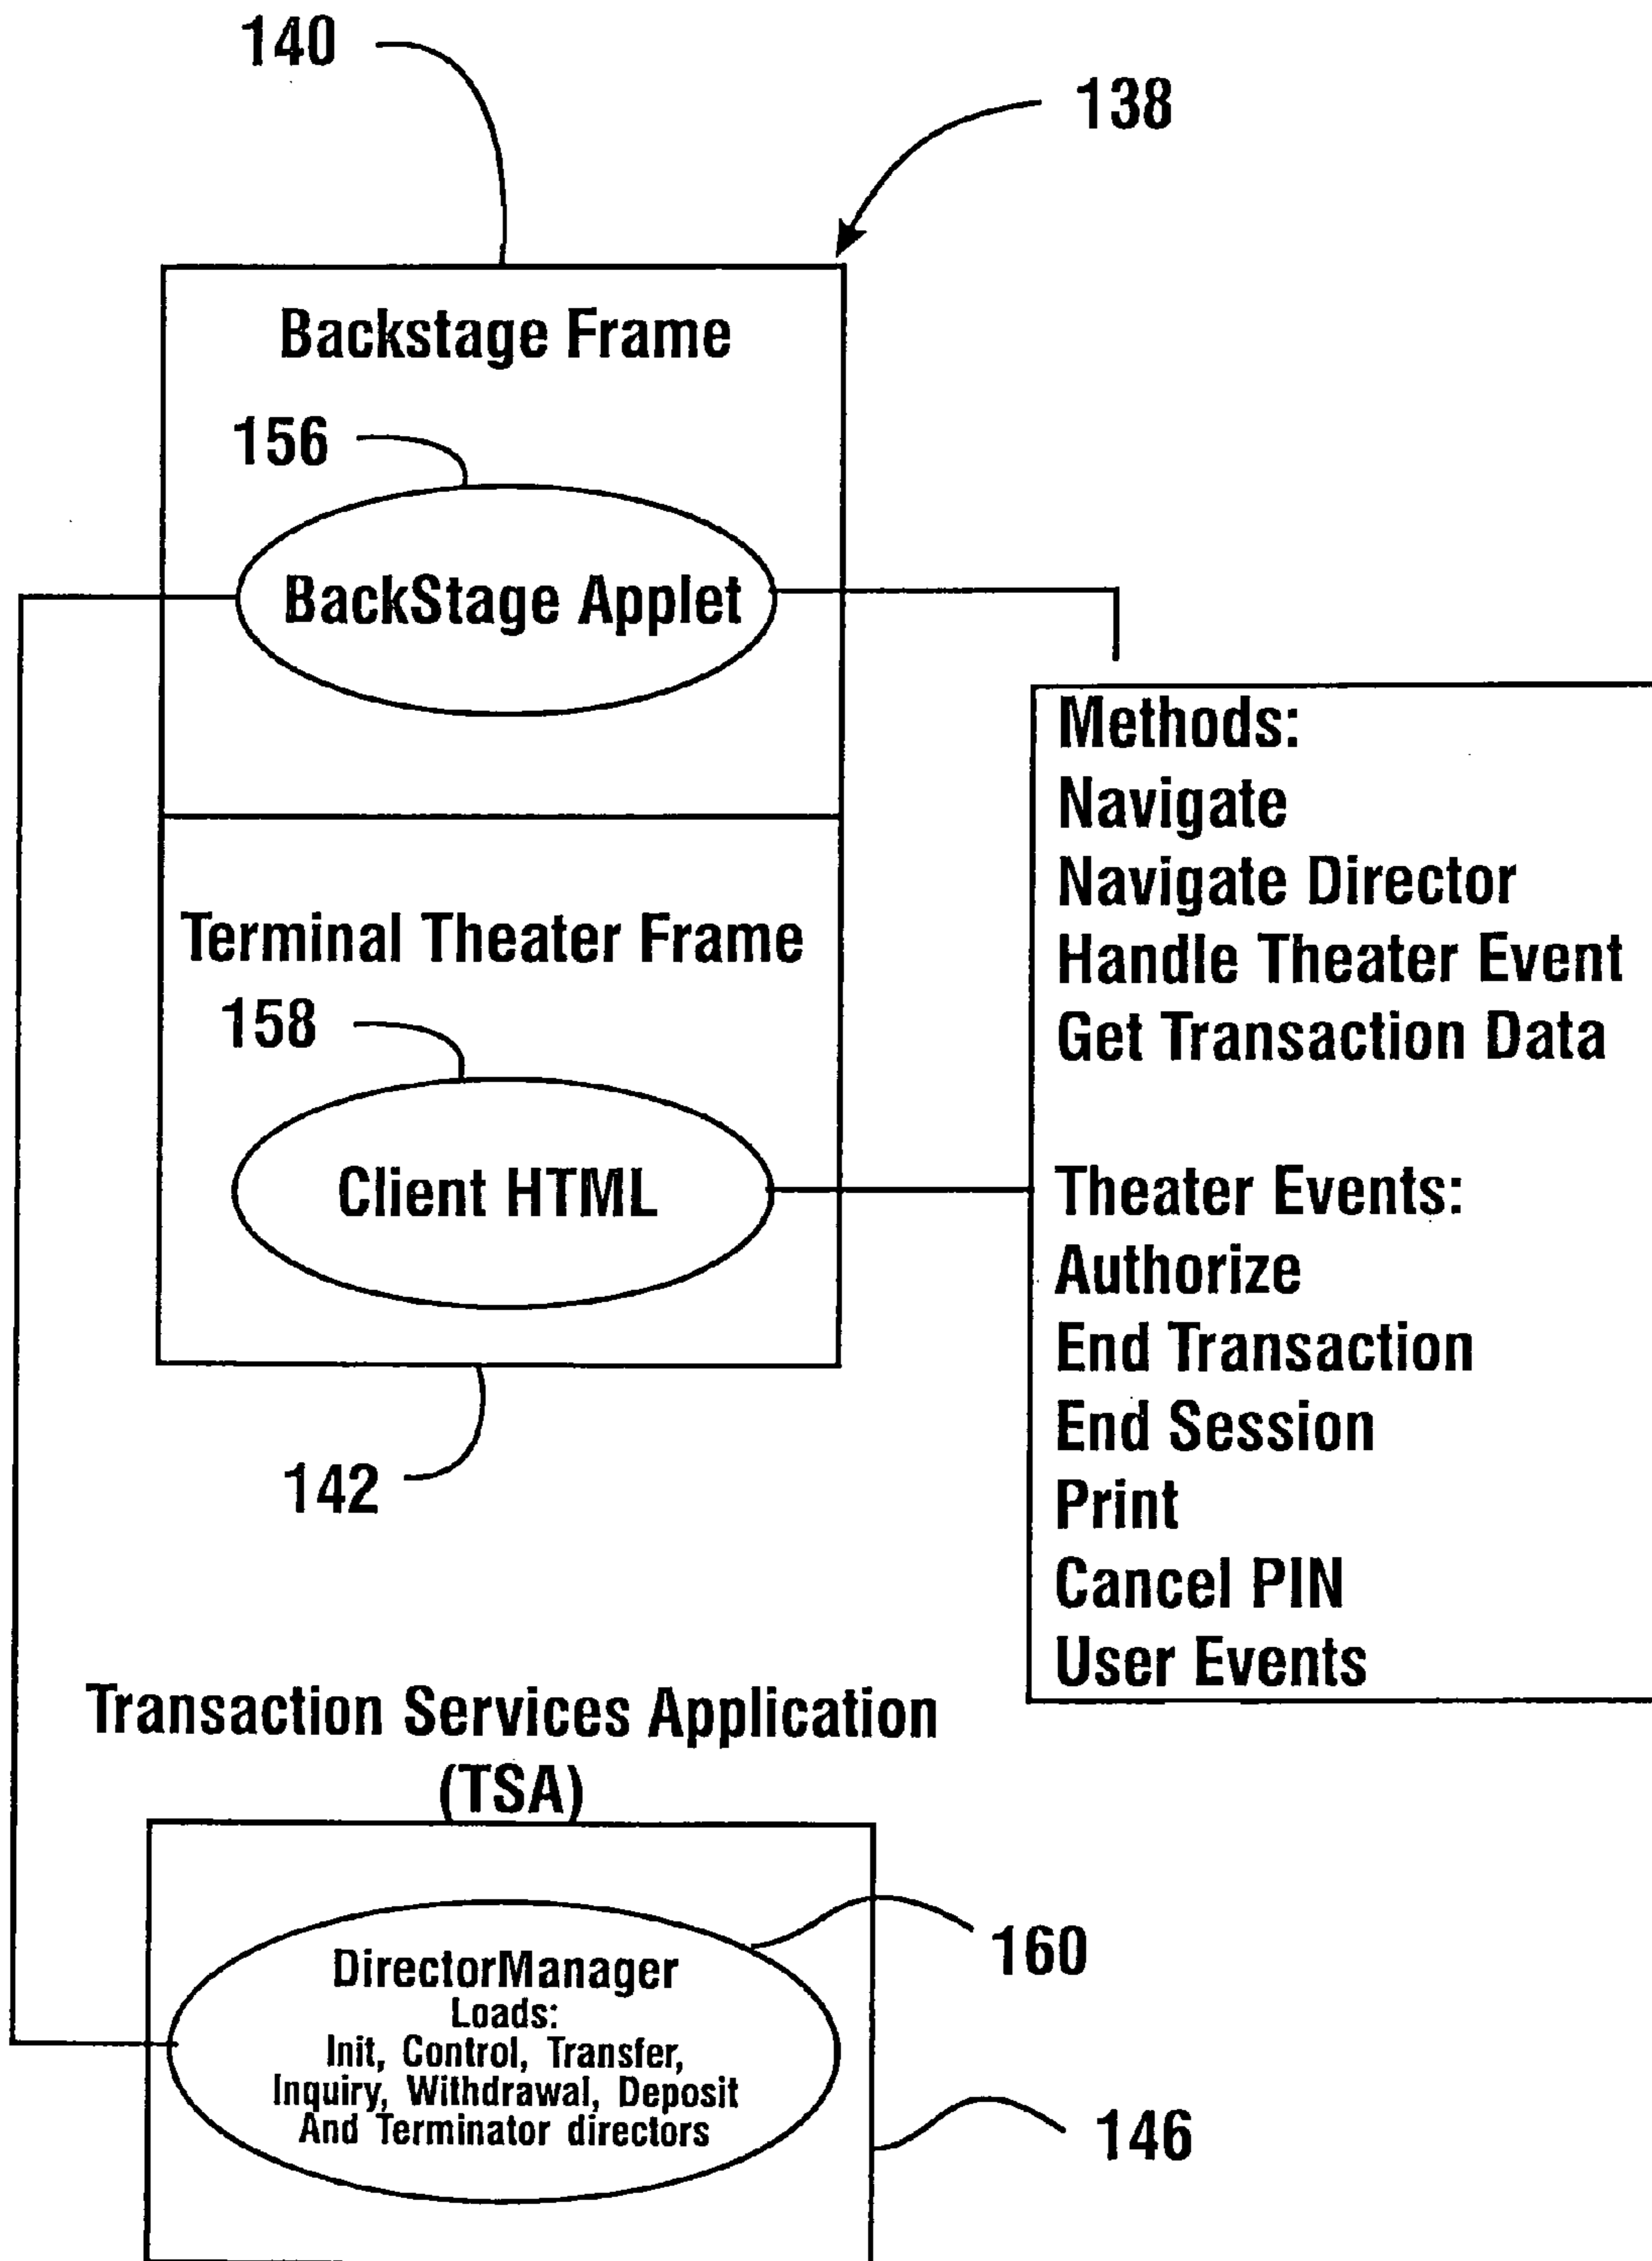 140
138
Backstage Frame
156
BackStage Applet
Methods:
Navigate
Navigate Director
Handle Theater Event
Get Transaction Data
Terminal Theater Frame
158
Client HTML
Theater Events:
Authorize
End Transaction
End Session
Print
Cancel PIN
User Events
142
Transaction Services Application
(TSA)
DirectorManager
Loads:
Init, Control, Transfer,
Inquiry, Withdrawal, Deposit
And Terminator directors
160
146